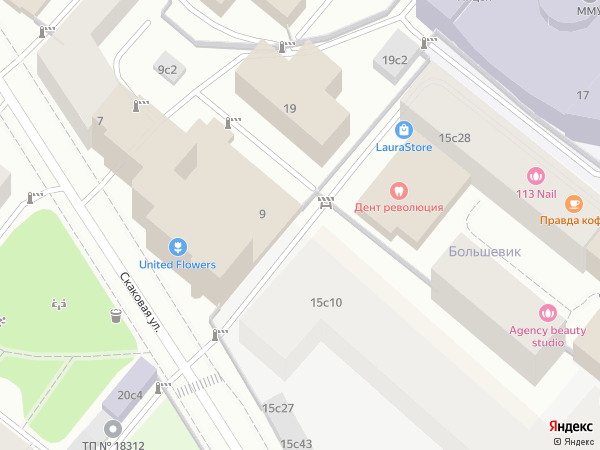 ММУ
19с2
9с2
17
19
7
15с28
LauraStore
113 Nail
Дент революция
Правда коф
9
Большевик
United Flowers
Скаковая ул.
15с10
Agency beauty
studio
20с4
15с27
ТП № 18312
15с43
Яндекс
© Яндекс